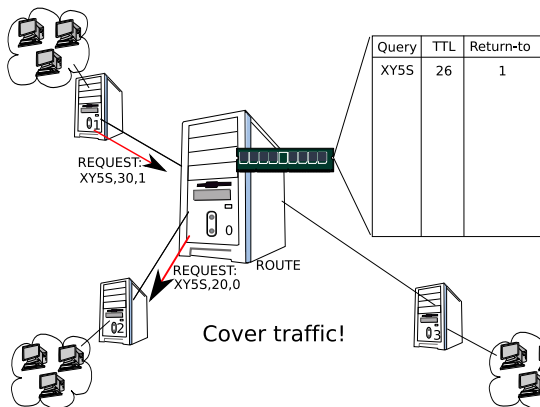 Query TTL Return-to
XY5S 26 1
1
REQUEST:
XY5S,30,1
0
REQUEST:
XY5S,20,0
ROUTE
2
3
Cover traffic!